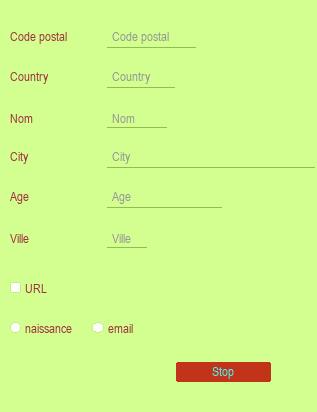 Code postal Code postal
Country Country
Nom Nom
City City
Age Age
Ville Ville
URL
naissance email
Stop